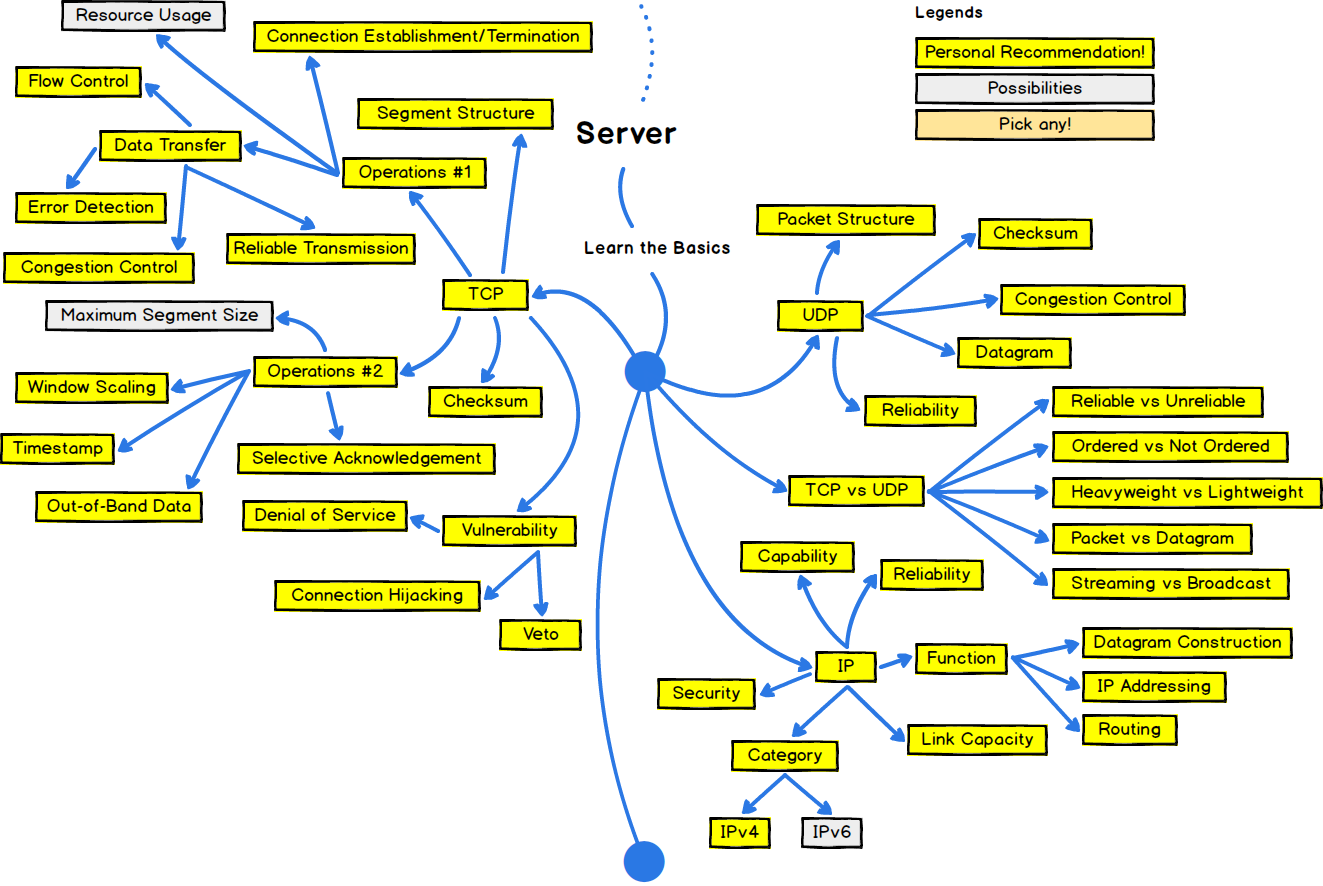 Resource Usage
Connection Establishment/Termination
Flow Control
Segment Structure
Data Transfer
Operations #1
Error Detection
Reliable Transmission
Congestion Control
TCP
Maximum Segment Size
Operations #2
Window Scaling
Checksum
Timestamp
Selective Acknowledgement
Out-of-Band Data
Denial of Service
Vulnerability
Connection Hijacking
Veto
Server
Learn the Basics
Legends
Personal Recommendation!
Possibilities
Pick any!
Packet Structure
Checksum
UDP
Congestion Control
Datagram
Reliability
TCP vs UDP
Reliable vs Unreliable
Ordered vs Not Ordered
Heavyweight vs Lightweight
Packet vs Datagram
Streaming vs Broadcast
Capability
Reliability
IP
Function
Datagram Construction
IP Addressing
Routing
Security
Link Capacity
Category
IPv4
IPv6